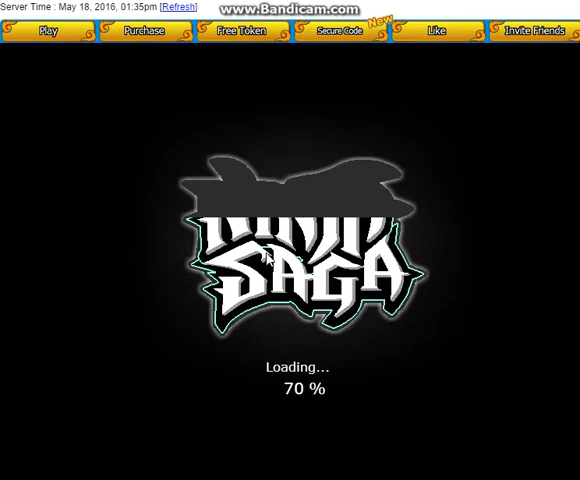 Server Time : May 18, 2016, 01:35pm [Refresh]
www.Bandicam.com
Play
Purchase
Free Token
Secure Code
New
Like
Invite Friends
NINJA
SAGA
Loading...
70 %